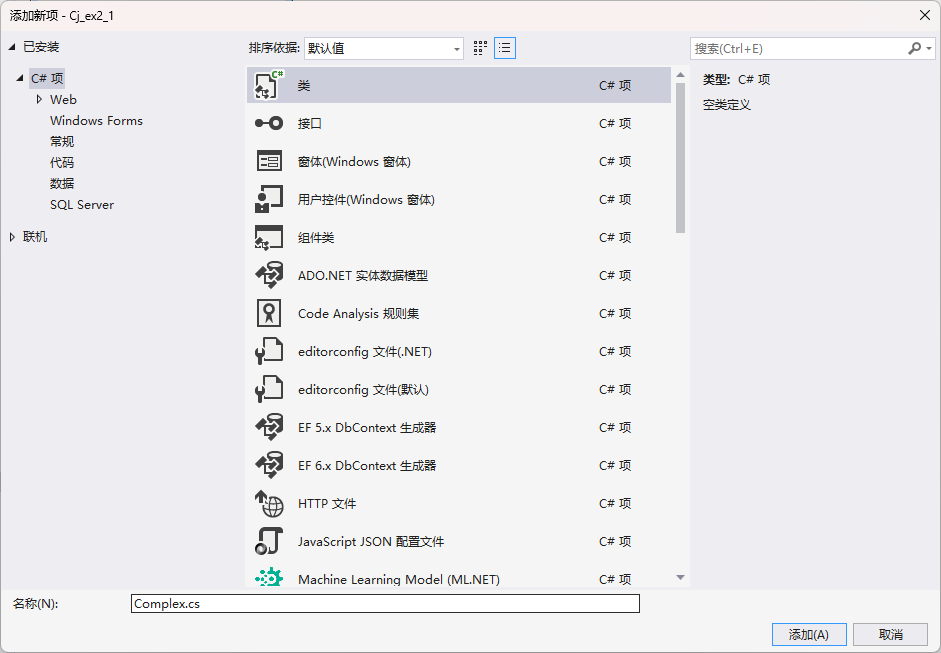 添加新项 - Cj_ex2_1
已安装
C# 项
Web
Windows Forms
常规
代码
数据
SQL Server
联机
排序依据: 默认值
C#
类 C# 项
接口 C# 项
窗体(Windows 窗体) C# 项
用户控件(Windows 窗体) C# 项
组件类 C# 项
ADO.NET 实体数据模型 C# 项
Code Analysis 规则集 C# 项
editorconfig 文件(.NET) C# 项
editorconfig 文件(默认) C# 项
EF 5.x DbContext 生成器 C# 项
EF 6.x DbContext 生成器 C# 项
HTTP 文件 C# 项
JavaScript JSON 配置文件 C# 项
Machine Learning Model (ML.NET) C# 项
搜索(Ctrl+E)
类型: C# 项
空类定义
名称(N): Complex.cs
添加(A) 取消